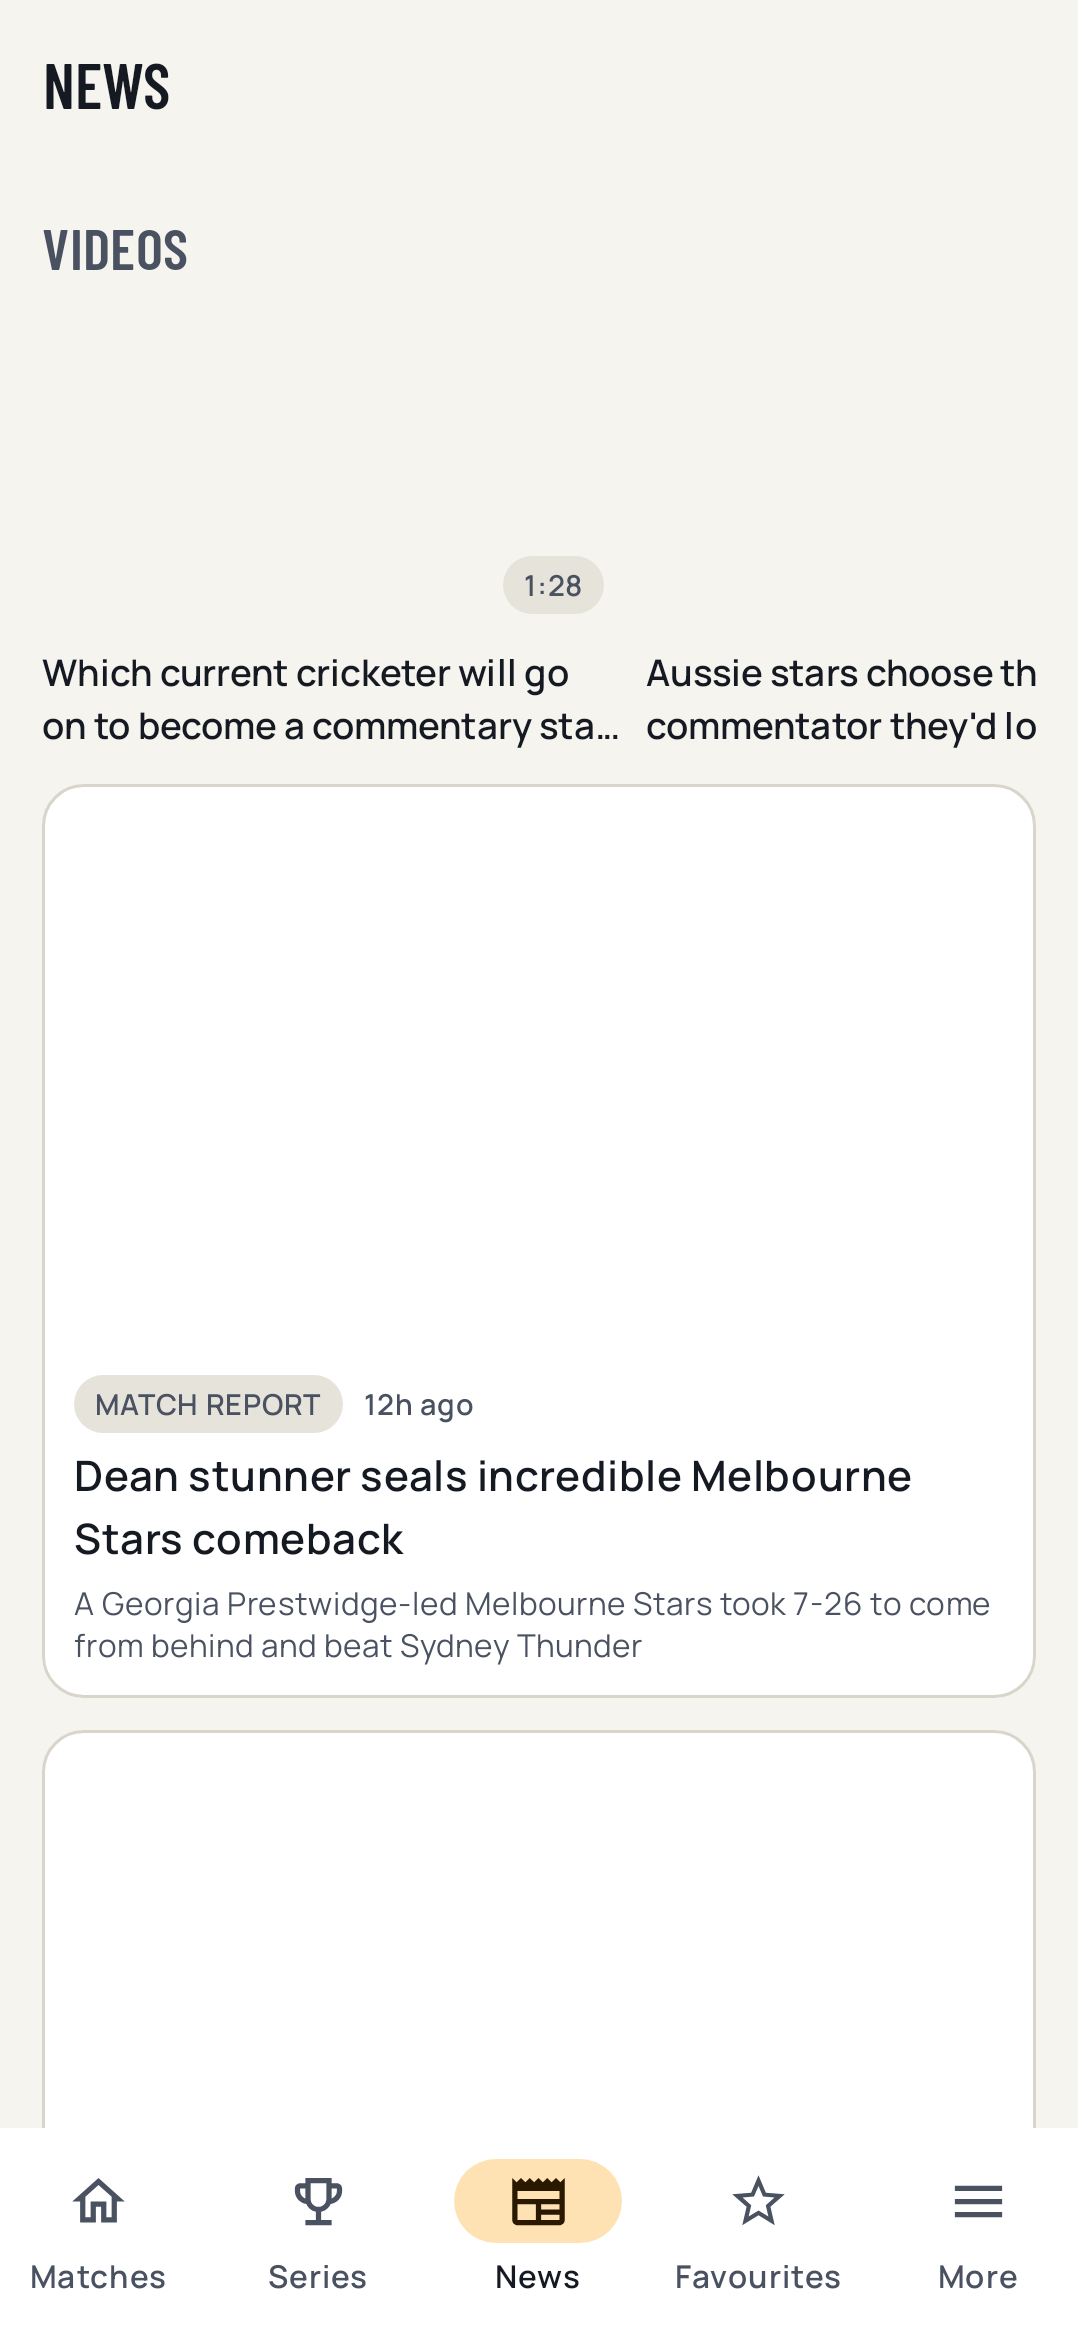 NEWS
VIDEOS
1:28
Which current cricketer will go
on to become a commentary sta...
Aussie stars choose th
commentator they'd lo
MATCH REPORT 12h ago
Dean stunner seals incredible Melbourne
Stars comeback
A Georgia Prestwidge-led Melbourne Stars took 7-26 to come
from behind and beat Sydney Thunder
Matches Series News Favourites More